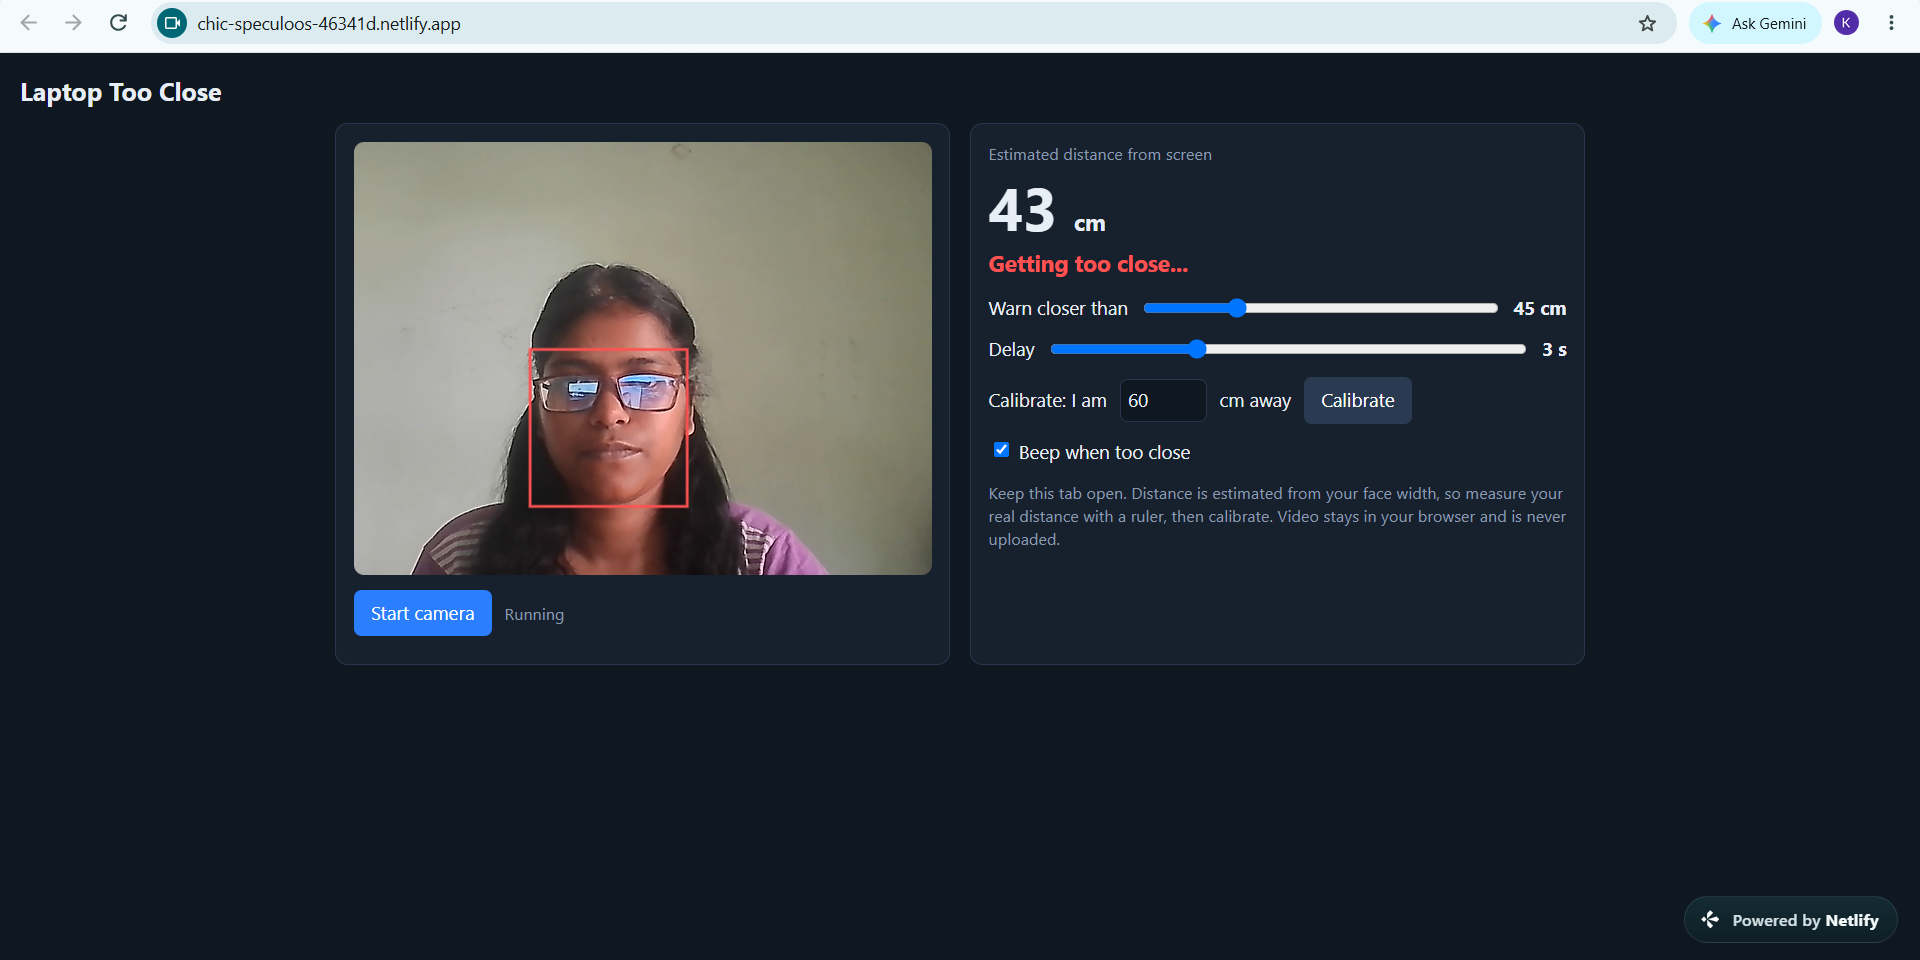 chic-speculoos-46341d.netlify.app
Ask Gemini
K
Laptop Too Close
Estimated distance from screen
43 cm
Getting too close...
Warn closer than 45 cm
Delay 3 s
Calibrate: I am 60 cm away Calibrate
Beep when too close
Keep this tab open. Distance is estimated from your face width, so measure your
real distance with a ruler, then calibrate. Video stays in your browser and is never
uploaded.
Start camera Running
Powered by Netlify